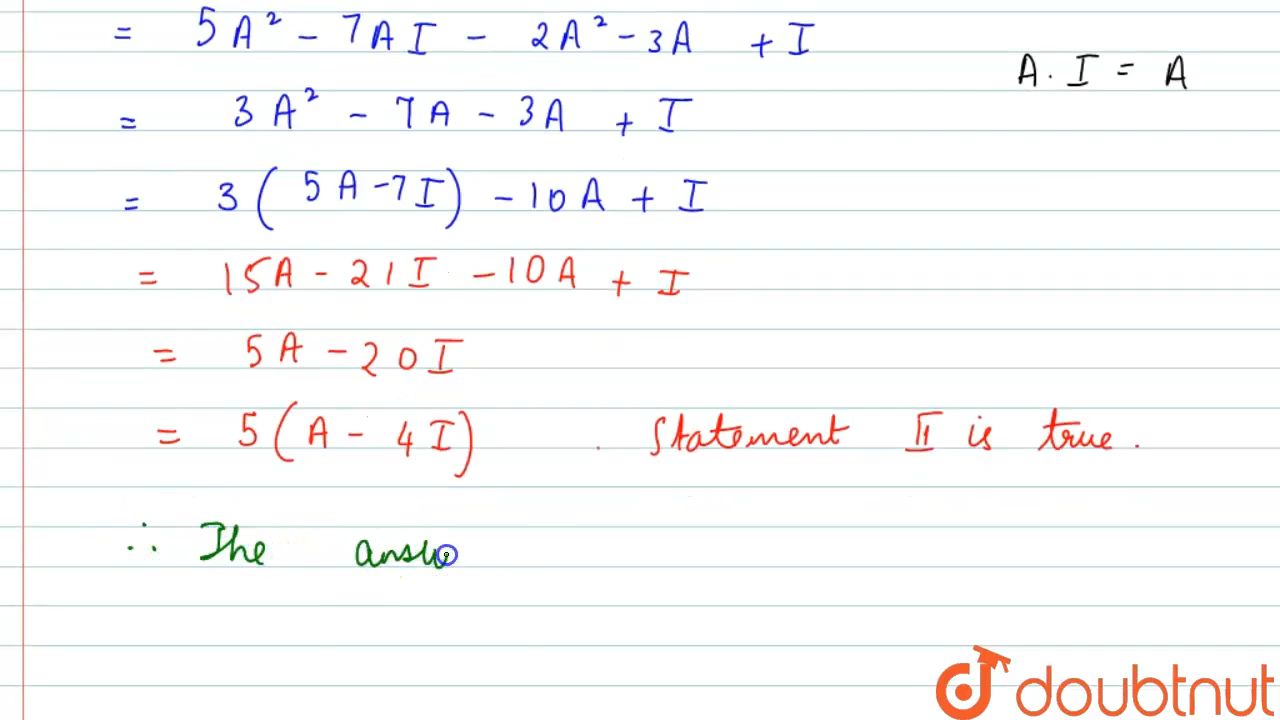 = 5A² - 7AI - 2A² - 3A + I
A. I = A
= 3A² - 7A - 3A + I
= 3(5A - 7I) - 10A + I
= 15A - 21I - 10A + I
= 5A - 20I
= 5(A - 4I) . Statement II is true.
∴ The answ
doubtnut